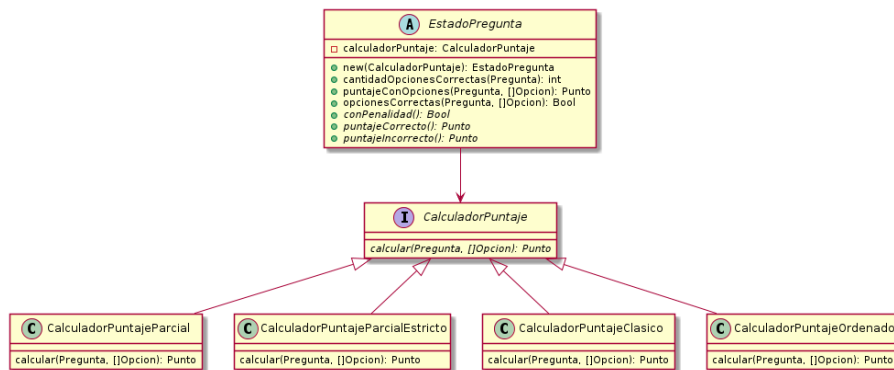 A EstadoPregunta
calculadorPuntaje: CalculadorPuntaje
new(CalculadorPuntaje): EstadoPregunta
cantidadOpcionesCorrectas(Pregunta): int
puntajeConOpciones(Pregunta, []Opcion): Punto
opcionesCorrectas(Pregunta, []Opcion): Bool
conPenalidad(): Bool
puntajeCorrecto(): Punto
puntajeIncorrecto(): Punto
I CalculadorPuntaje
calcular(Pregunta, []Opcion): Punto
C CalculadorPuntajeParcial
calcular(Pregunta, []Opcion): Punto
C CalculadorPuntajeParcialEstricto
calcular(Pregunta, []Opcion): Punto
C CalculadorPuntajeClasico
calcular(Pregunta, []Opcion): Punto
C CalculadorPuntajeOrdenado
calcular(Pregunta, []Opcion): Punto